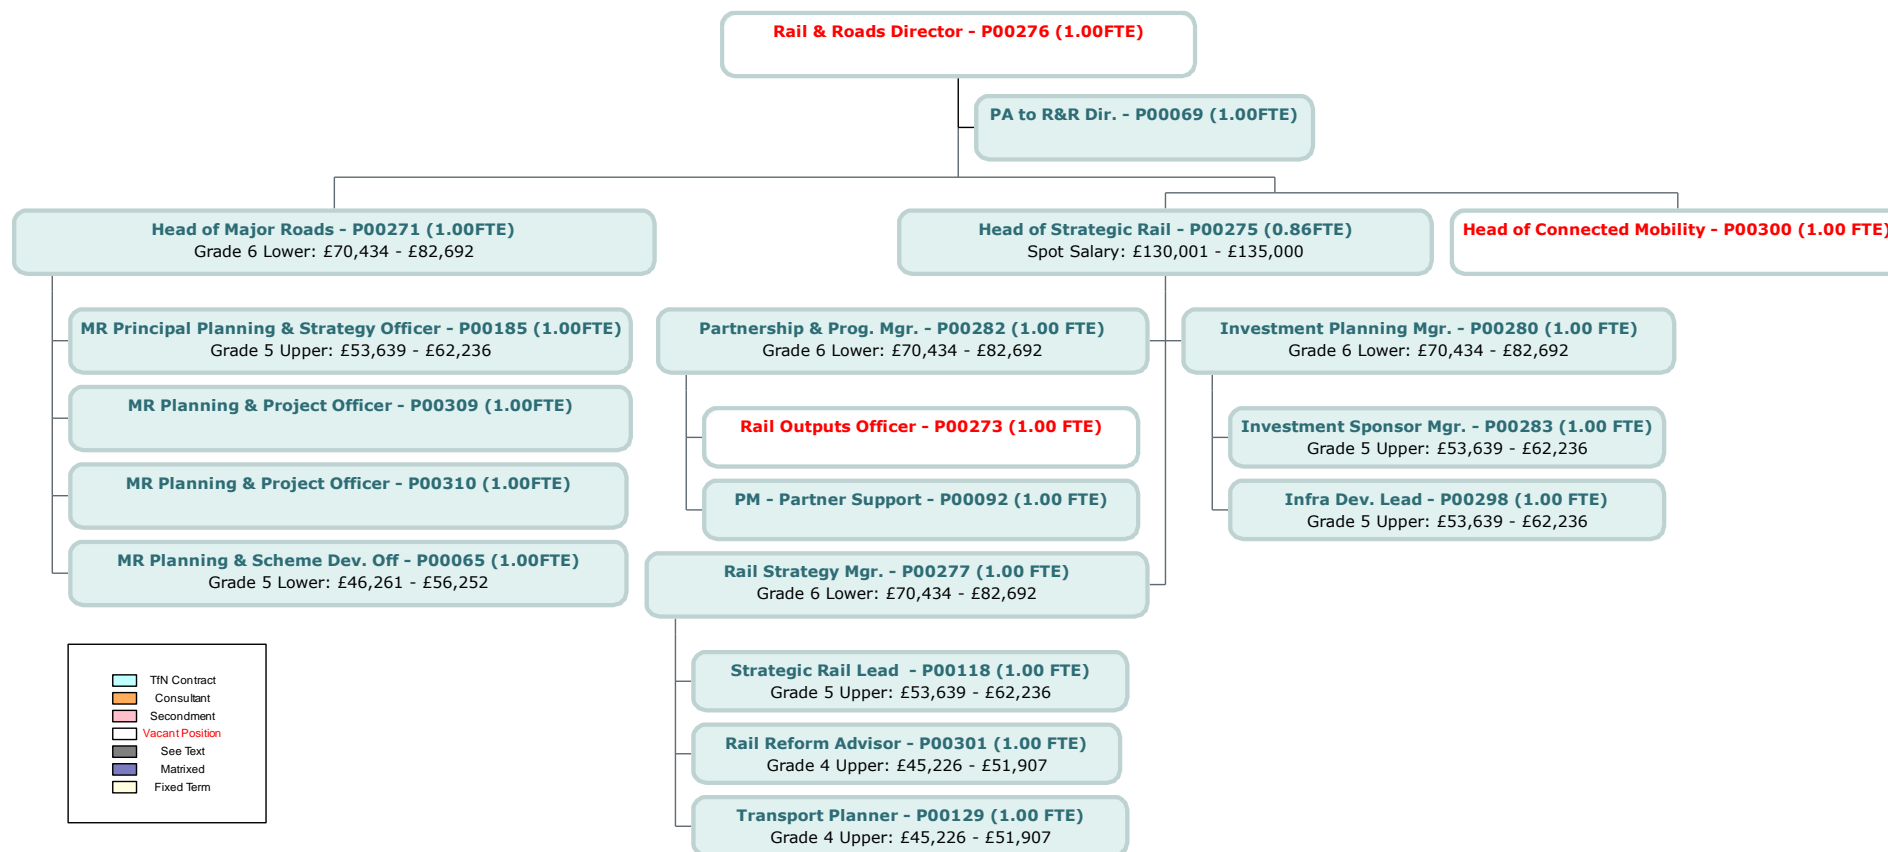 Rail & Roads Director - P00276 (1.00FTE)
PA to R&R Dir. - P00069 (1.00FTE)
Head of Major Roads - P00271 (1.00FTE)
Grade 6 Lower: £70,434 - £82,692
Head of Strategic Rail - P00275 (0.86FTE)
Spot Salary: £130,001 - £135,000
Head of Connected Mobility - P00300 (1.00 FTE)
MR Principal Planning & Strategy Officer - P00185 (1.00FTE)
Grade 5 Upper: £53,639 - £62,236
MR Planning & Project Officer - P00309 (1.00FTE)
MR Planning & Project Officer - P00310 (1.00FTE)
MR Planning & Scheme Dev. Off - P00065 (1.00FTE)
Grade 5 Lower: £46,261 - £56,252
Partnership & Prog. Mgr. - P00282 (1.00 FTE)
Grade 6 Lower: £70,434 - £82,692
Rail Outputs Officer - P00273 (1.00 FTE)
PM - Partner Support - P00092 (1.00 FTE)
Investment Planning Mgr. - P00280 (1.00 FTE)
Grade 6 Lower: £70,434 - £82,692
Investment Sponsor Mgr. - P00283 (1.00 FTE)
Grade 5 Upper: £53,639 - £62,236
Infra Dev. Lead - P00298 (1.00 FTE)
Grade 5 Upper: £53,639 - £62,236
Rail Strategy Mgr. - P00277 (1.00 FTE)
Grade 6 Lower: £70,434 - £82,692
Strategic Rail Lead - P00118 (1.00 FTE)
Grade 5 Upper: £53,639 - £62,236
Rail Reform Advisor - P00301 (1.00 FTE)
Grade 4 Upper: £45,226 - £51,907
Transport Planner - P00129 (1.00 FTE)
Grade 4 Upper: £45,226 - £51,907
TfN Contract
Consultant
Secondment
Vacant Position
See Text
Matrixed
Fixed Term